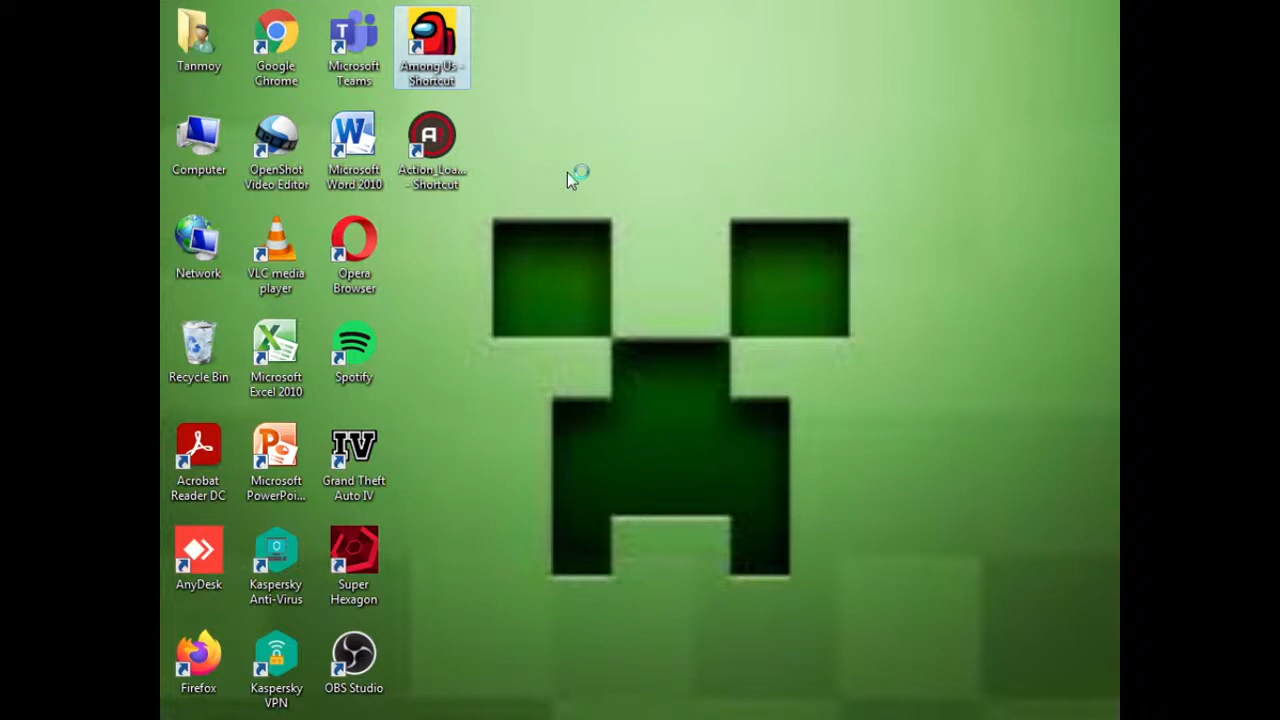 Tanmoy
Google
Chrome
Microsoft
Teams
Among Us -
Shortcut
Computer
OpenShot
Video Editor
Microsoft
Word 2010
Action_Loa...
- Shortcut
Network
VLC media
player
Opera
Browser
Recycle Bin
Microsoft
Excel 2010
Spotify
Acrobat
Reader DC
Microsoft
PowerPoi...
IV
Grand Theft
Auto IV
AnyDesk
Kaspersky
Anti-Virus
Super
Hexagon
Firefox
Kaspersky
VPN
OBS Studio